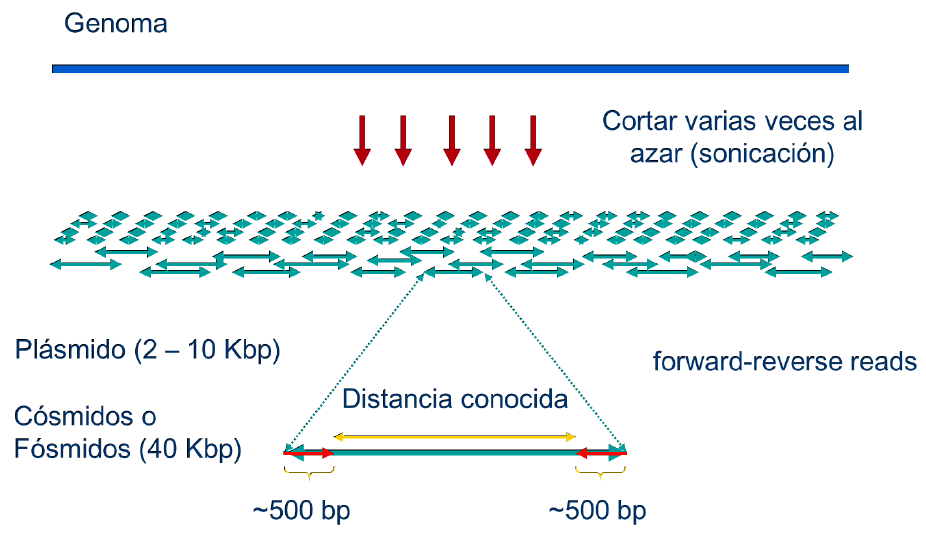 Genoma
Cortar varias veces al
azar (sonicación)
Plásmido (2 – 10 Kbp)
forward-reverse reads
Distancia conocida
Cósmidos o
Fósmidos (40 Kbp)
~500 bp
~500 bp